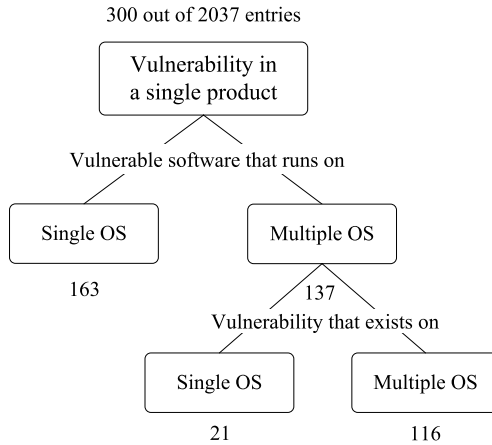 300 out of 2037 entries
Vulnerability in
a single product
Vulnerable software that runs on
Single OS
Multiple OS
163
137
Vulnerability that exists on
Single OS
Multiple OS
21
116